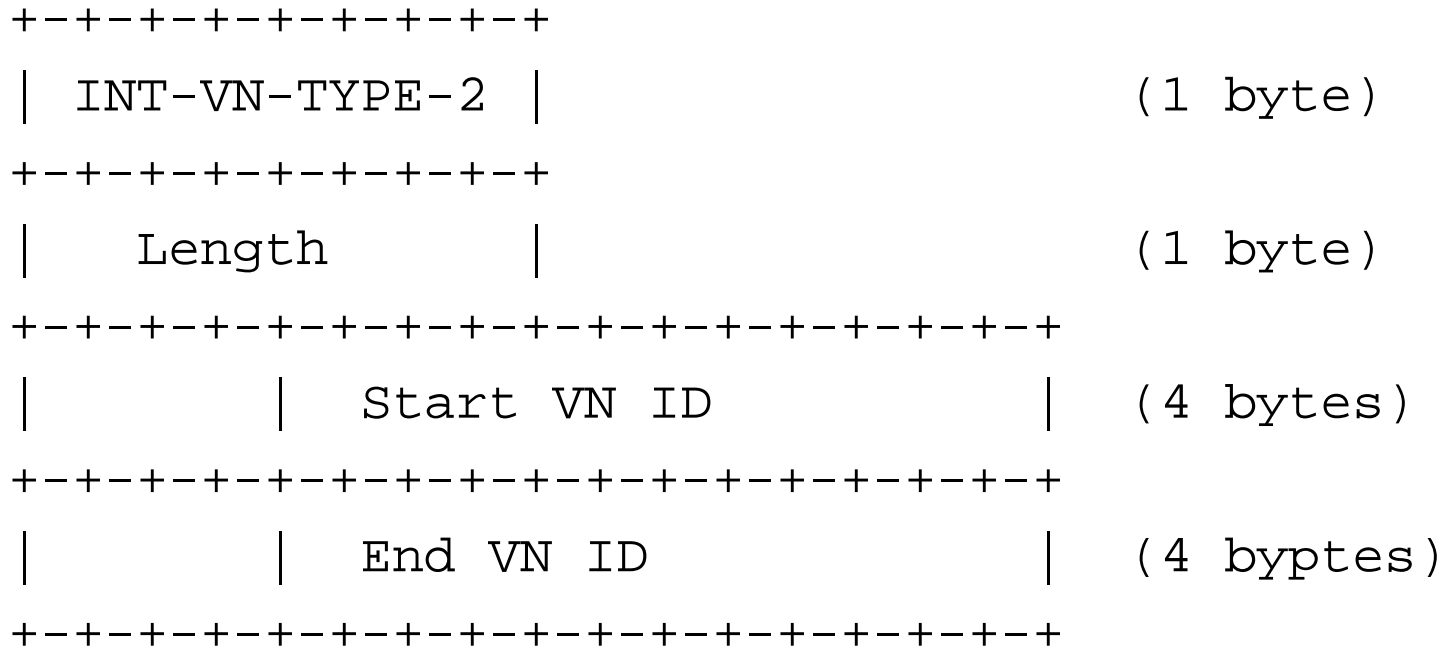 +-+-+-+-+-+-+-+-+
| INT-VN-TYPE-2 |                  (1 byte)
+-+-+-+-+-+-+-+-+
|   Length      |                  (1 byte)
+-+-+-+-+-+-+-+-+-+-+-+-+-+-+-+-+
|       |  Start VN ID          |  (4 bytes)
+-+-+-+-+-+-+-+-+-+-+-+-+-+-+-+-+
|       |  End VN ID            |  (4 byptes)
+-+-+-+-+-+-+-+-+-+-+-+-+-+-+-+-+